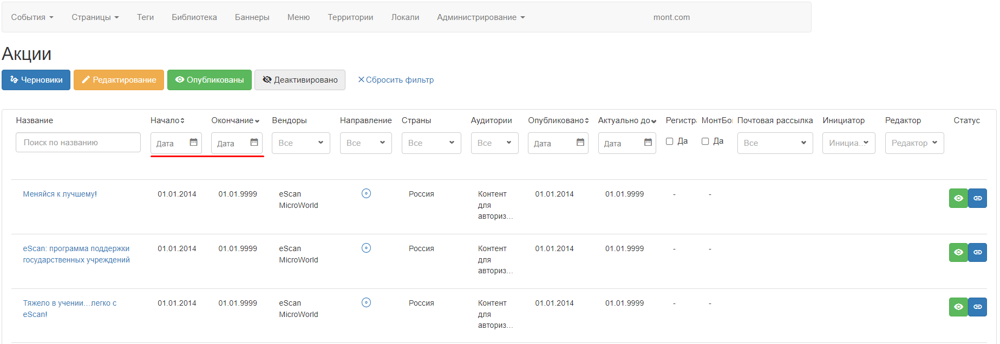 События Страницы Теги Библиотека Баннеры Меню Территории Локали Администрирование mont.com
Акции
Черновики Редактирование Опубликованы Деактивировано Сбросить фильтр
Название Начало Окончание Вендоры Направление Страны Аудитории Опубликовано Актуально до Регистра МонтБо Почтовая рассылка Инициатор Редактор Статус
Поиск по названию Дата Дата Все Все Все Все Дата Дата Да Да Все Инициа... Редактор
Меняйся к лучшему! 01.01.2014 01.01.9999 eScan Россия Контент 01.01.2014 01.01.9999 - -
MicroWorld для
авториз...
eScan: программа поддержки 01.01.2014 01.01.9999 eScan Россия Контент 01.01.2014 01.01.9999 - -
государственных учреждений MicroWorld для
авториз...
Тяжело в учении...легко с 01.01.2014 01.01.9999 eScan Россия Контент 01.01.2014 01.01.9999 - -
eScan! MicroWorld для
авториз...